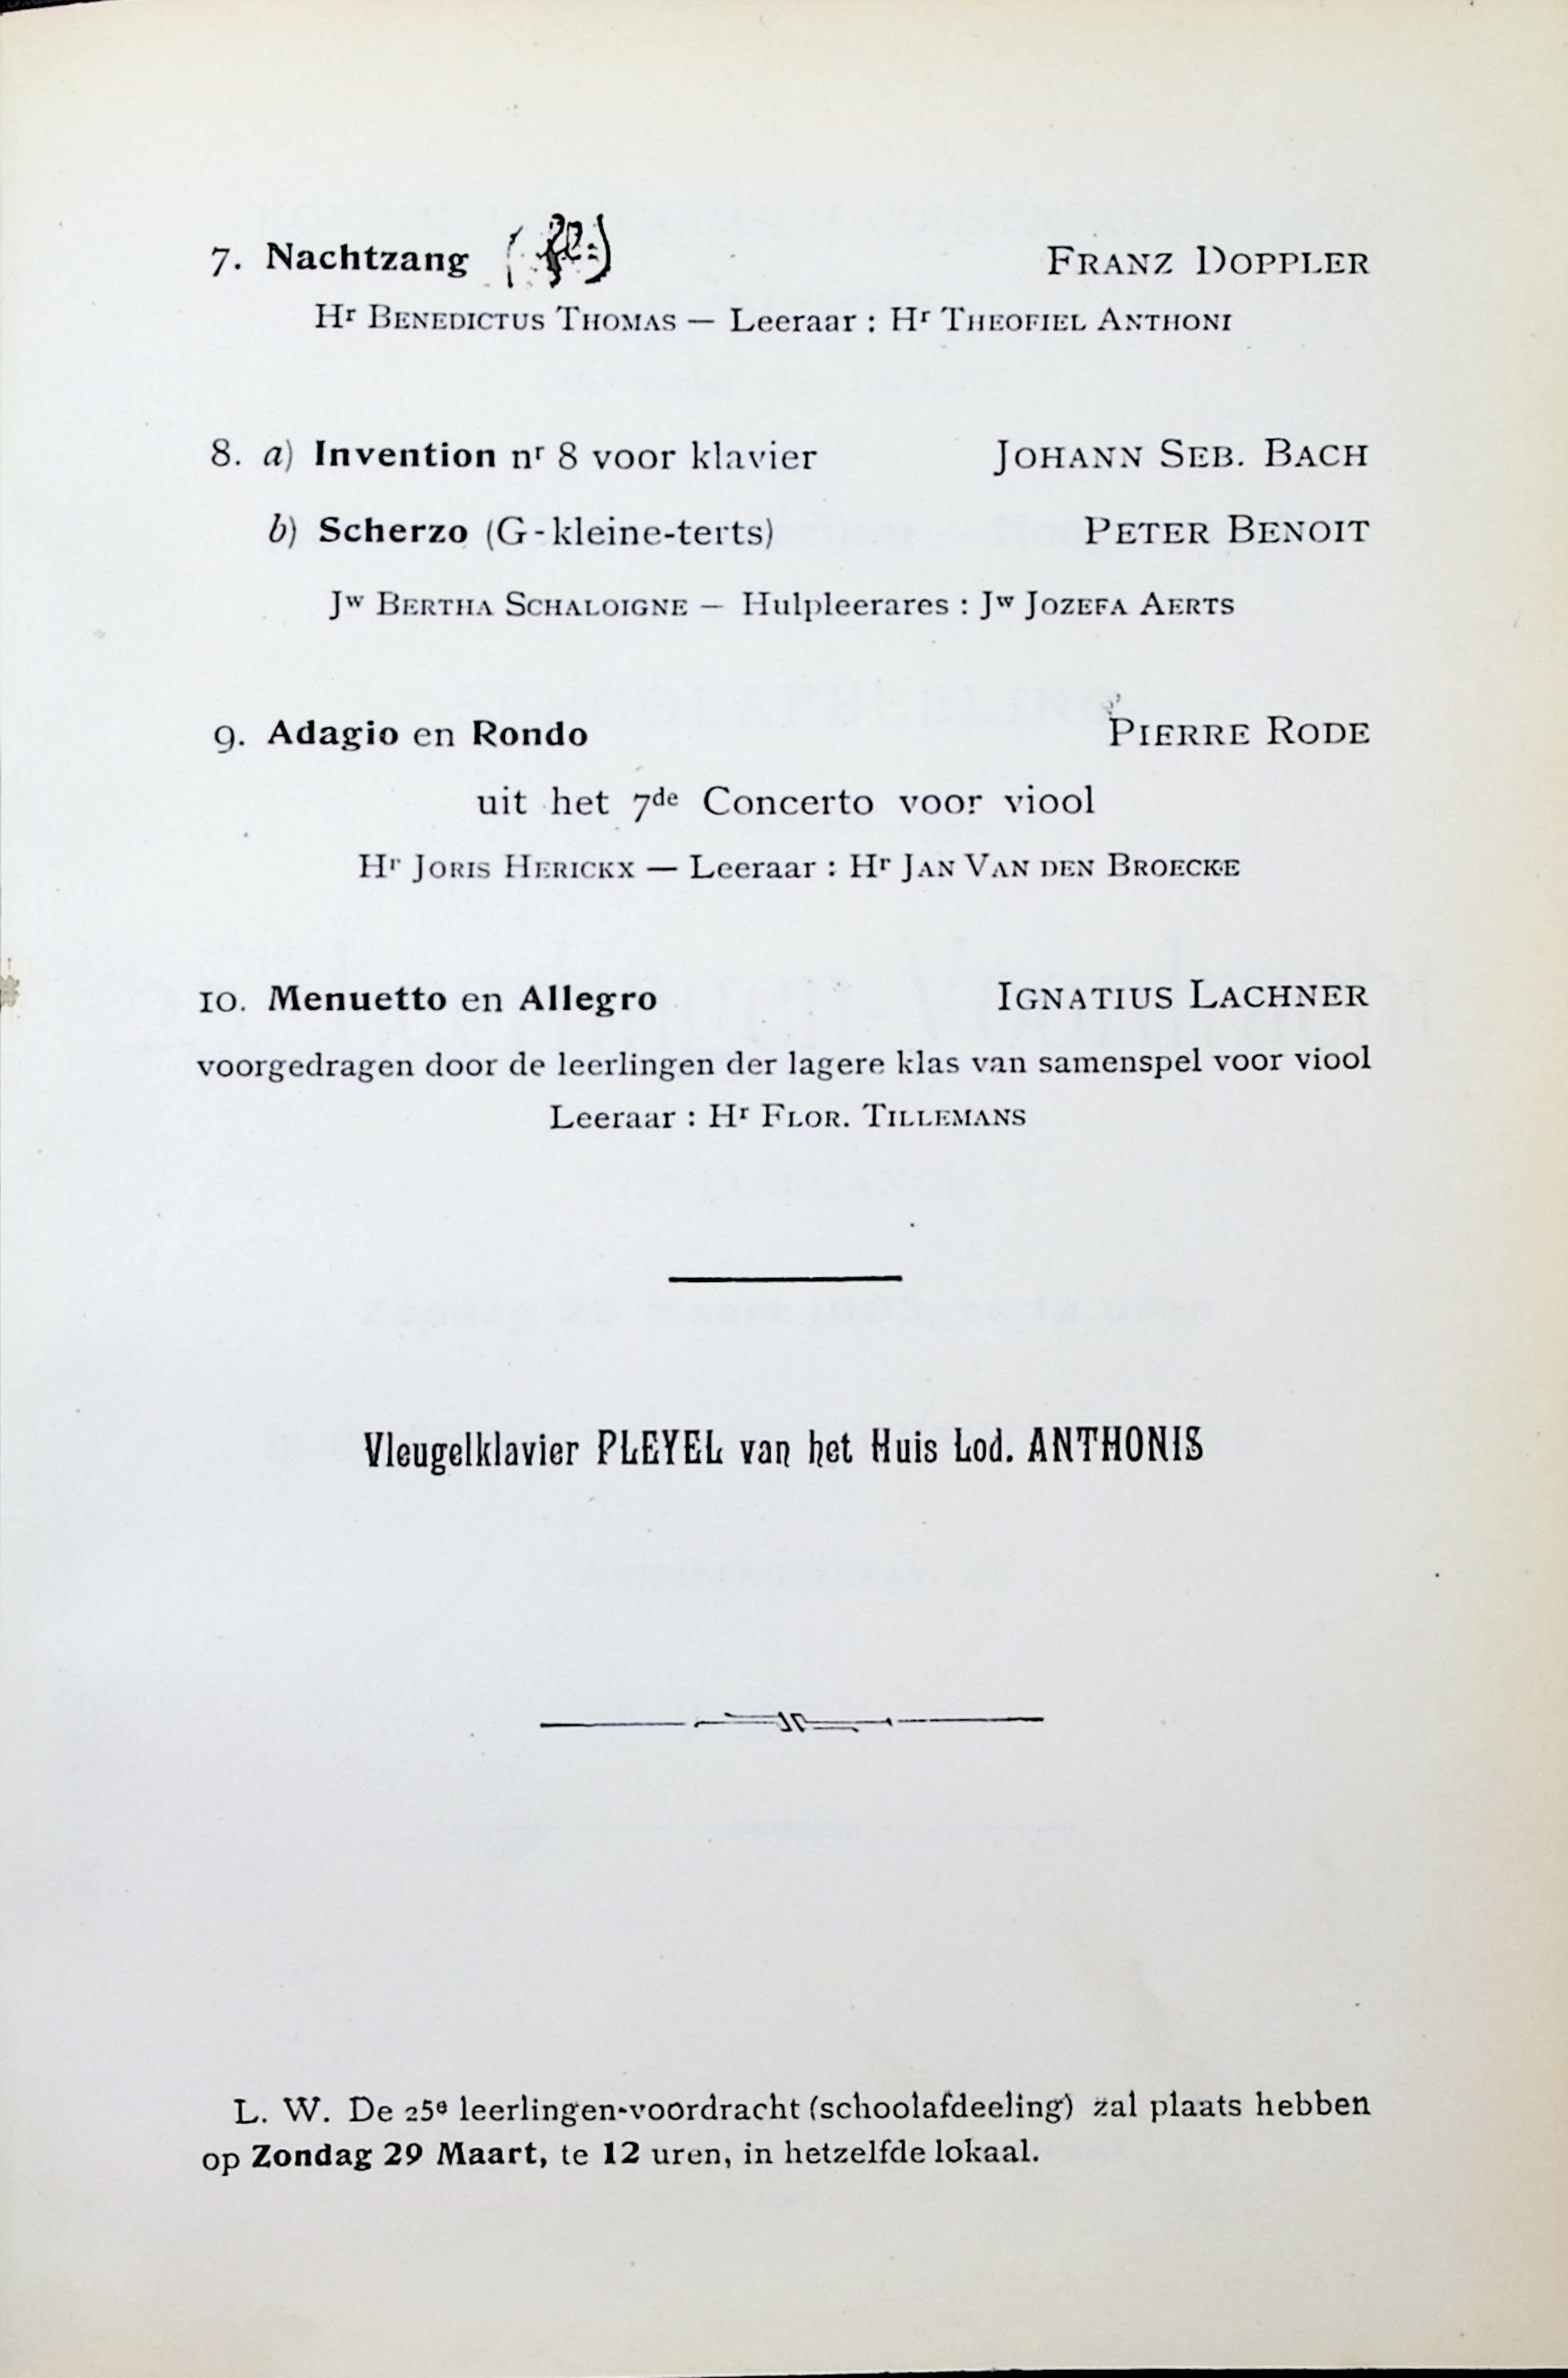 7. Nachtzang (fl:) FRANZ DOPPLER
Hr BENEDICTUS THOMAS — Leeraar : Hr THEOFIEL ANTHONI
8. a) Invention nr 8 voor klavier JOHANN SEB. BACH
b) Scherzo (G-kleine-terts) PETER BENOIT
Jw BERTHA SCHALOIGNE — Hulpleerares : Jw JOZEFA AERTS
9. Adagio en Rondo PIERRE RODE
uit het 7de Concerto voor viool
Hr JORIS HERICKX — Leeraar : Hr JAN VAN DEN BROECKE
10. Menuetto en Allegro IGNATIUS LACHNER
voorgedragen door de leerlingen der lagere klas van samenspel voor viool
Leeraar : Hr FLOR. TILLEMANS
Vleugelklavier PLEYEL van het Huis Lod. ANTHONIS
L. W. De 25e leerlingen-voordracht (schoolafdeeling) zal plaats hebben
op Zondag 29 Maart, te 12 uren, in hetzelfde lokaal.